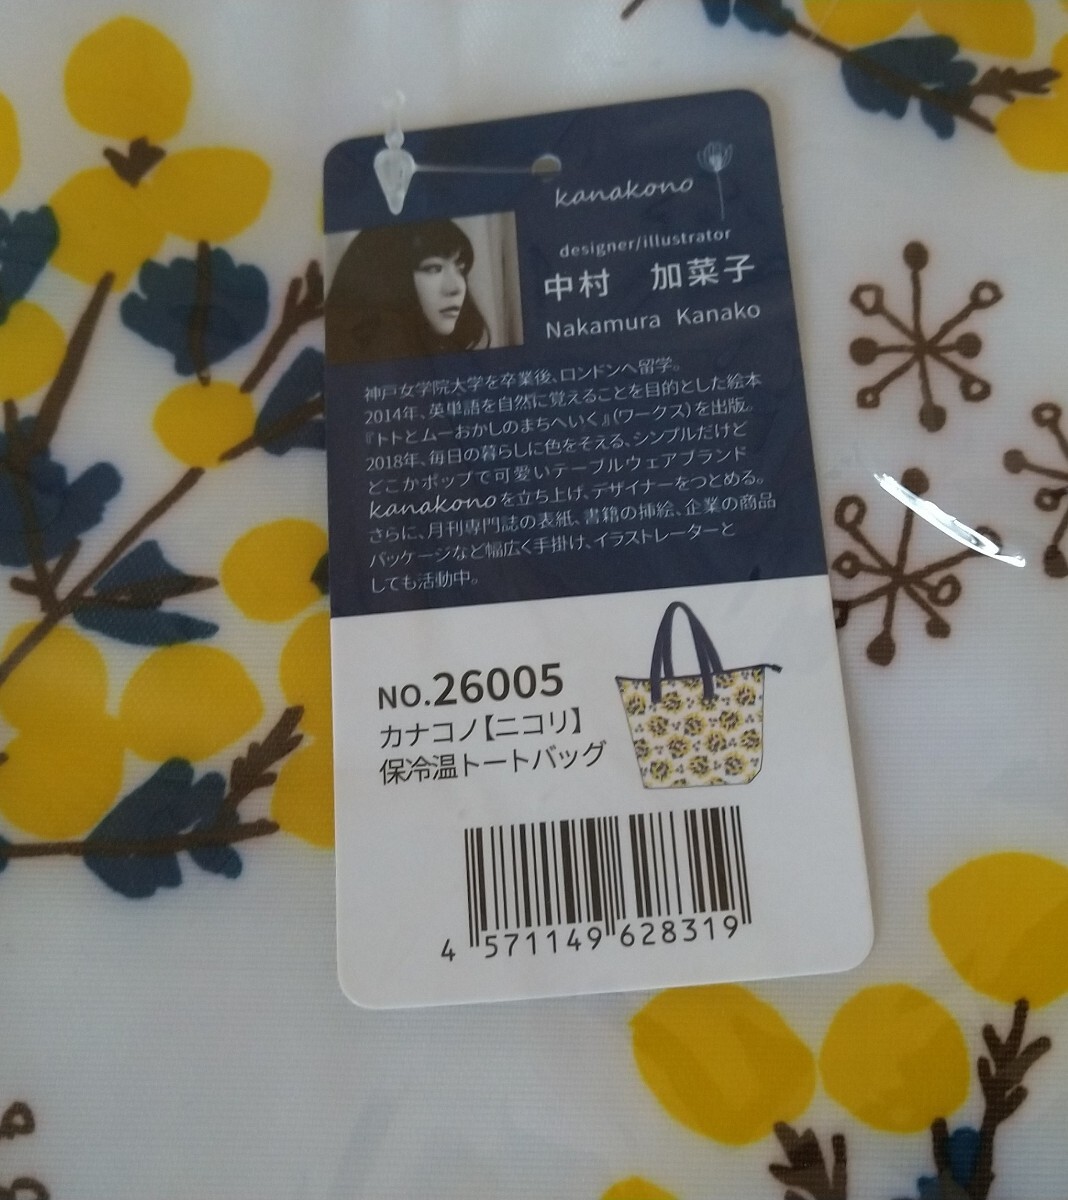 kanakono
designer/illustrator
中村 加菜子
Nakamura Kanako
神戸女学院大学を卒業後、ロンドンへ留学。
2014年、英単語を自然に覚えることを目的とした絵本
『トトとムーおかしのまちへいく』(ワークス)を出版。
2018年、毎日の暮らしに色をそえる、シンプルだけど
どこかポップで可愛いテーブルウェアブランド
kanakonoを立ち上げ、デザイナーをつとめる。
さらに、月刊専門誌の表紙、書籍の挿絵、企業の商品
パッケージなど幅広く手掛け、イラストレーターと
しても活動中。
NO.26005
カナコノ【ニコリ】
保冷温トートバッグ
4 571149 628319